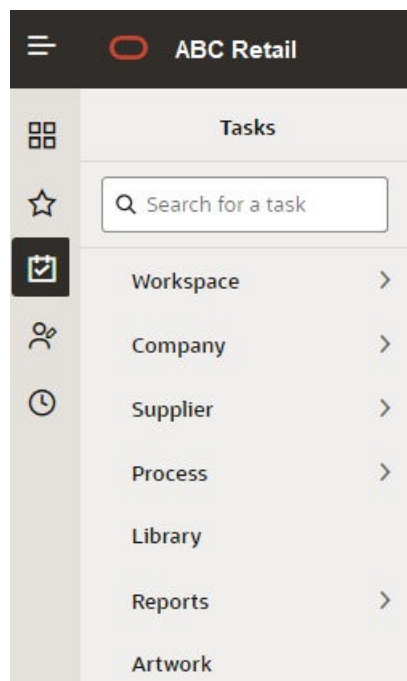 ABC Retail
Tasks
Search for a task
Workspace
Company
Supplier
Process
Library
Reports
Artwork